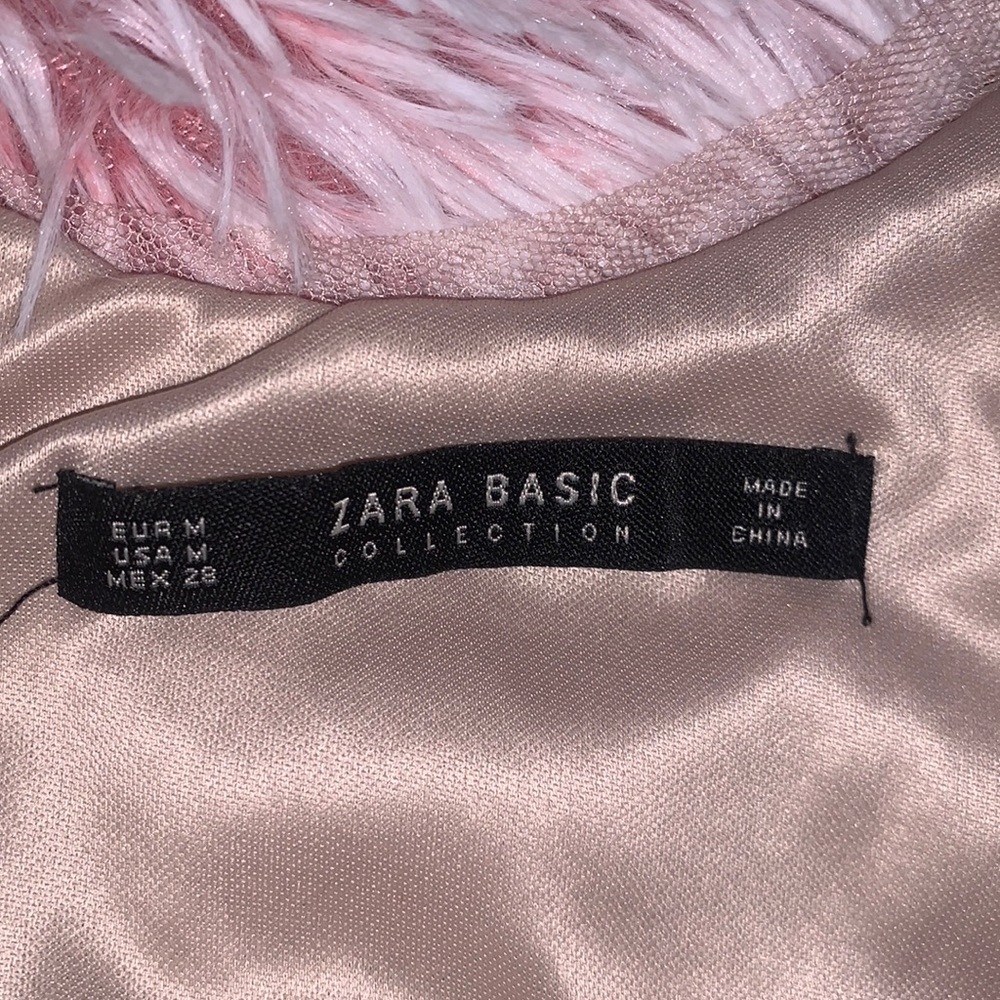 EUR M
USA M
MEX 28
ZARA BASIC
COLLECTION
MADE
IN
CHINA